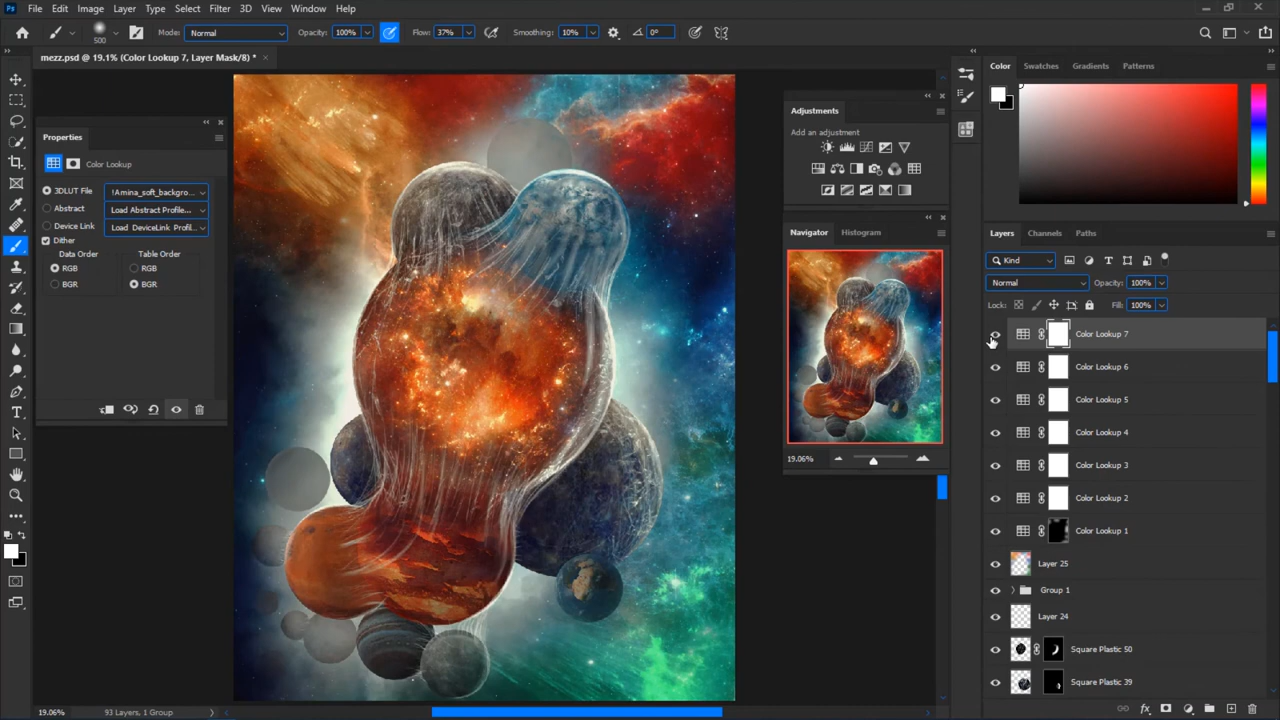 Ps File Edit Image Layer Type Select Filter 3D View Window Help
500 Mode: Normal Opacity: 100% Flow: 37% Smoothing: 10% 0°
mezz.psd @ 19.1% (Color Lookup 7, Layer Mask/8) *
Properties
Color Lookup
3DLUT File !Amina_soft_backgro...
Abstract Load Abstract Profile...
Device Link Load DeviceLink Profil...
Dither
Data Order Table Order
RGB RGB
BGR BGR
Adjustments
Add an adjustment
Navigator Histogram
19.06%
Color Swatches Gradients Patterns
Layers Channels Paths
Kind
Normal Opacity: 100%
Lock: Fill: 100%
Color Lookup 7
Color Lookup 6
Color Lookup 5
Color Lookup 4
Color Lookup 3
Color Lookup 2
Color Lookup 1
Layer 25
Group 1
Layer 24
Square Plastic 50
Square Plastic 39
19.06% 93 Layers, 1 Group